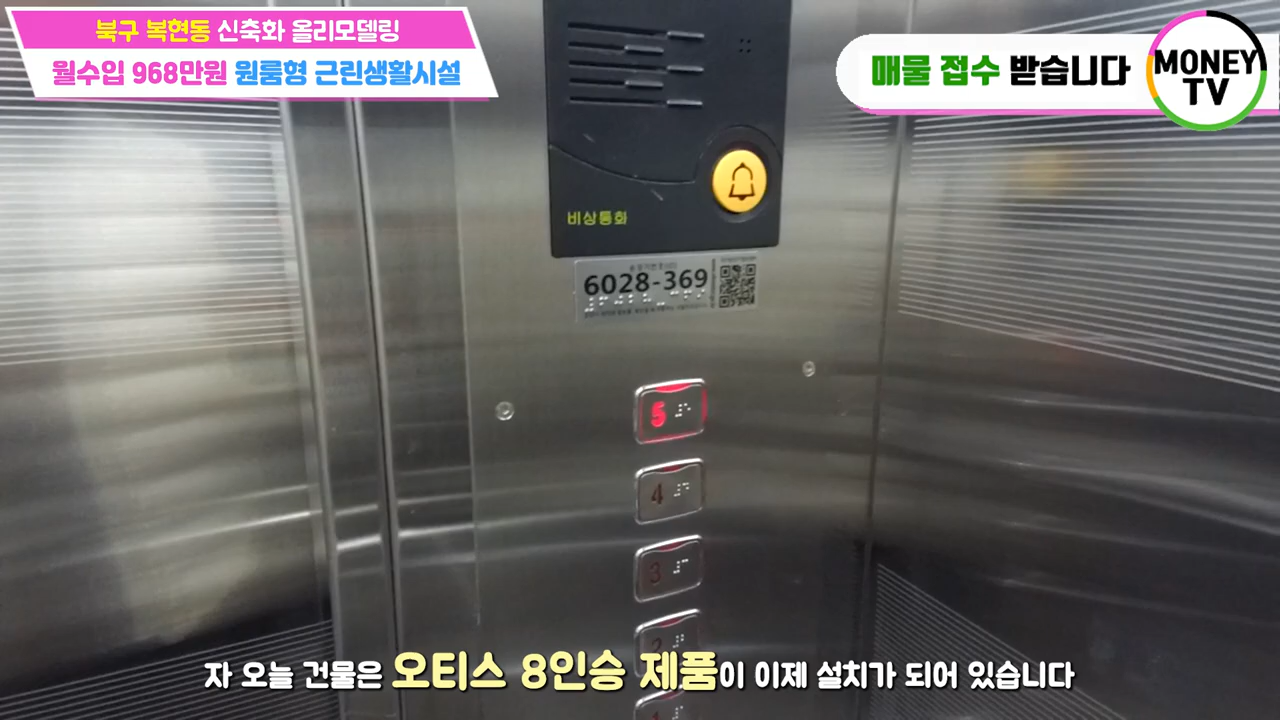 북구 복현동 신축화 올리모델링
월수입 968만원 원룸형 근린생활시설
매물 접수 받습니다
MONEY
TV
비상통화
6028-369
5
4
3
2
1
자 오늘 건물은 오티스 8인승 제품이 이제 설치가 되어 있습니다